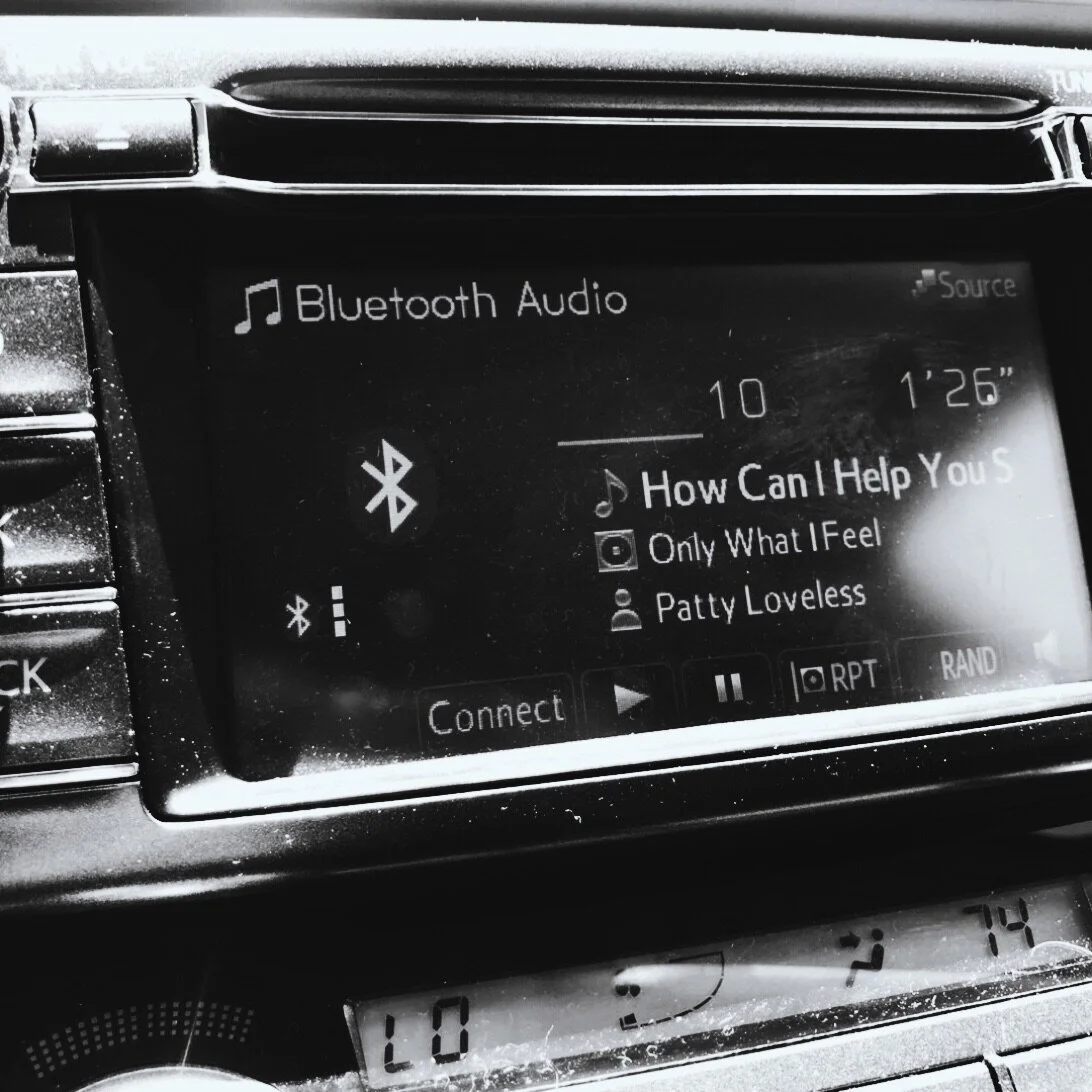 TUN
Bluetooth Audio
Source
10
1'26"
How Can I Help You S
Only What I Feel
Patty Loveless
CK
Connect
RPT
RAND
LO
74